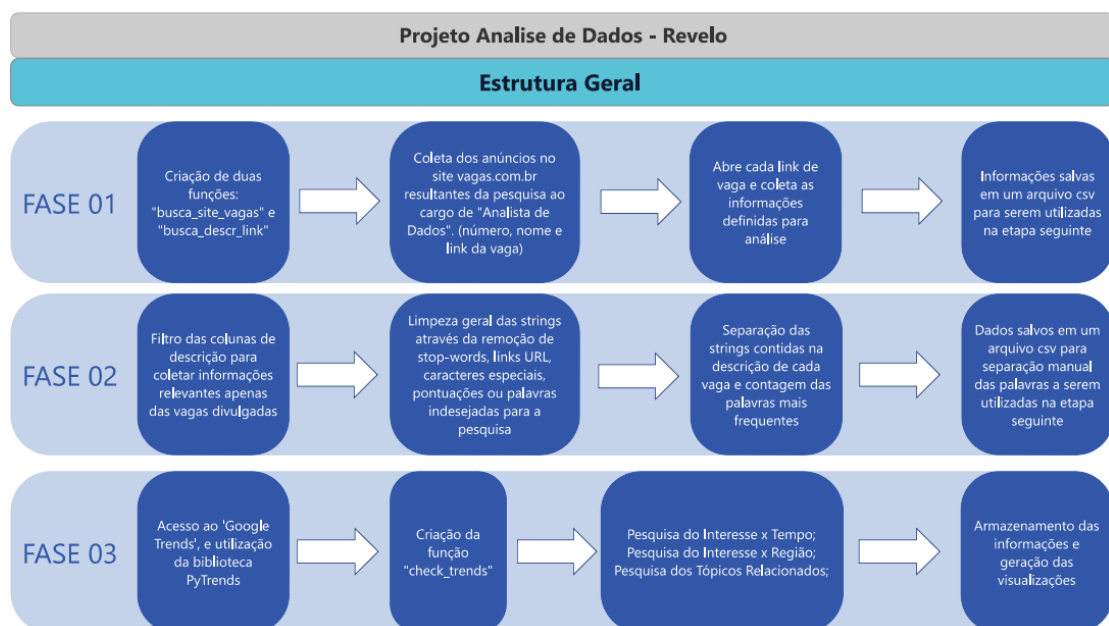 Projeto Analise de Dados - Revelo
Estrutura Geral
FASE 01
Criação de duas
funções:
"busca_site_vagas" e
"busca_descr_link"
Coleta dos anúncios no
site vagas.com.br
resultantes da pesquisa ao
cargo de "Analista de
Dados". (número, nome e
link da vaga)
Abre cada link de
vaga e coleta as
informações
definidas para
análise
Informações salvas
em um arquivo csv
para serem utilizadas
na etapa seguinte
FASE 02
Filtro das colunas de
descrição para
coletar informações
relevantes apenas
das vagas divulgadas
Limpeza geral das strings
através da remoção de
stop-words, links URL,
caracteres especiais,
pontuações ou palavras
indesejadas para a
pesquisa
Separação das
strings contidas na
descrição de cada
vaga e contagem das
palavras mais
frequentes
Dados salvos em um
arquivo csv para
separação manual
das palavras a serem
utilizadas na etapa
seguinte
FASE 03
Acesso ao 'Google
Trends', e utilização
da biblioteca
PyTrends
Criação da
função
"check_trends"
Pesquisa do Interesse x Tempo;
Pesquisa do Interesse x Região;
Pesquisa dos Tópicos Relacionados;
Armazenamento das
informações e
geração das
visualizações